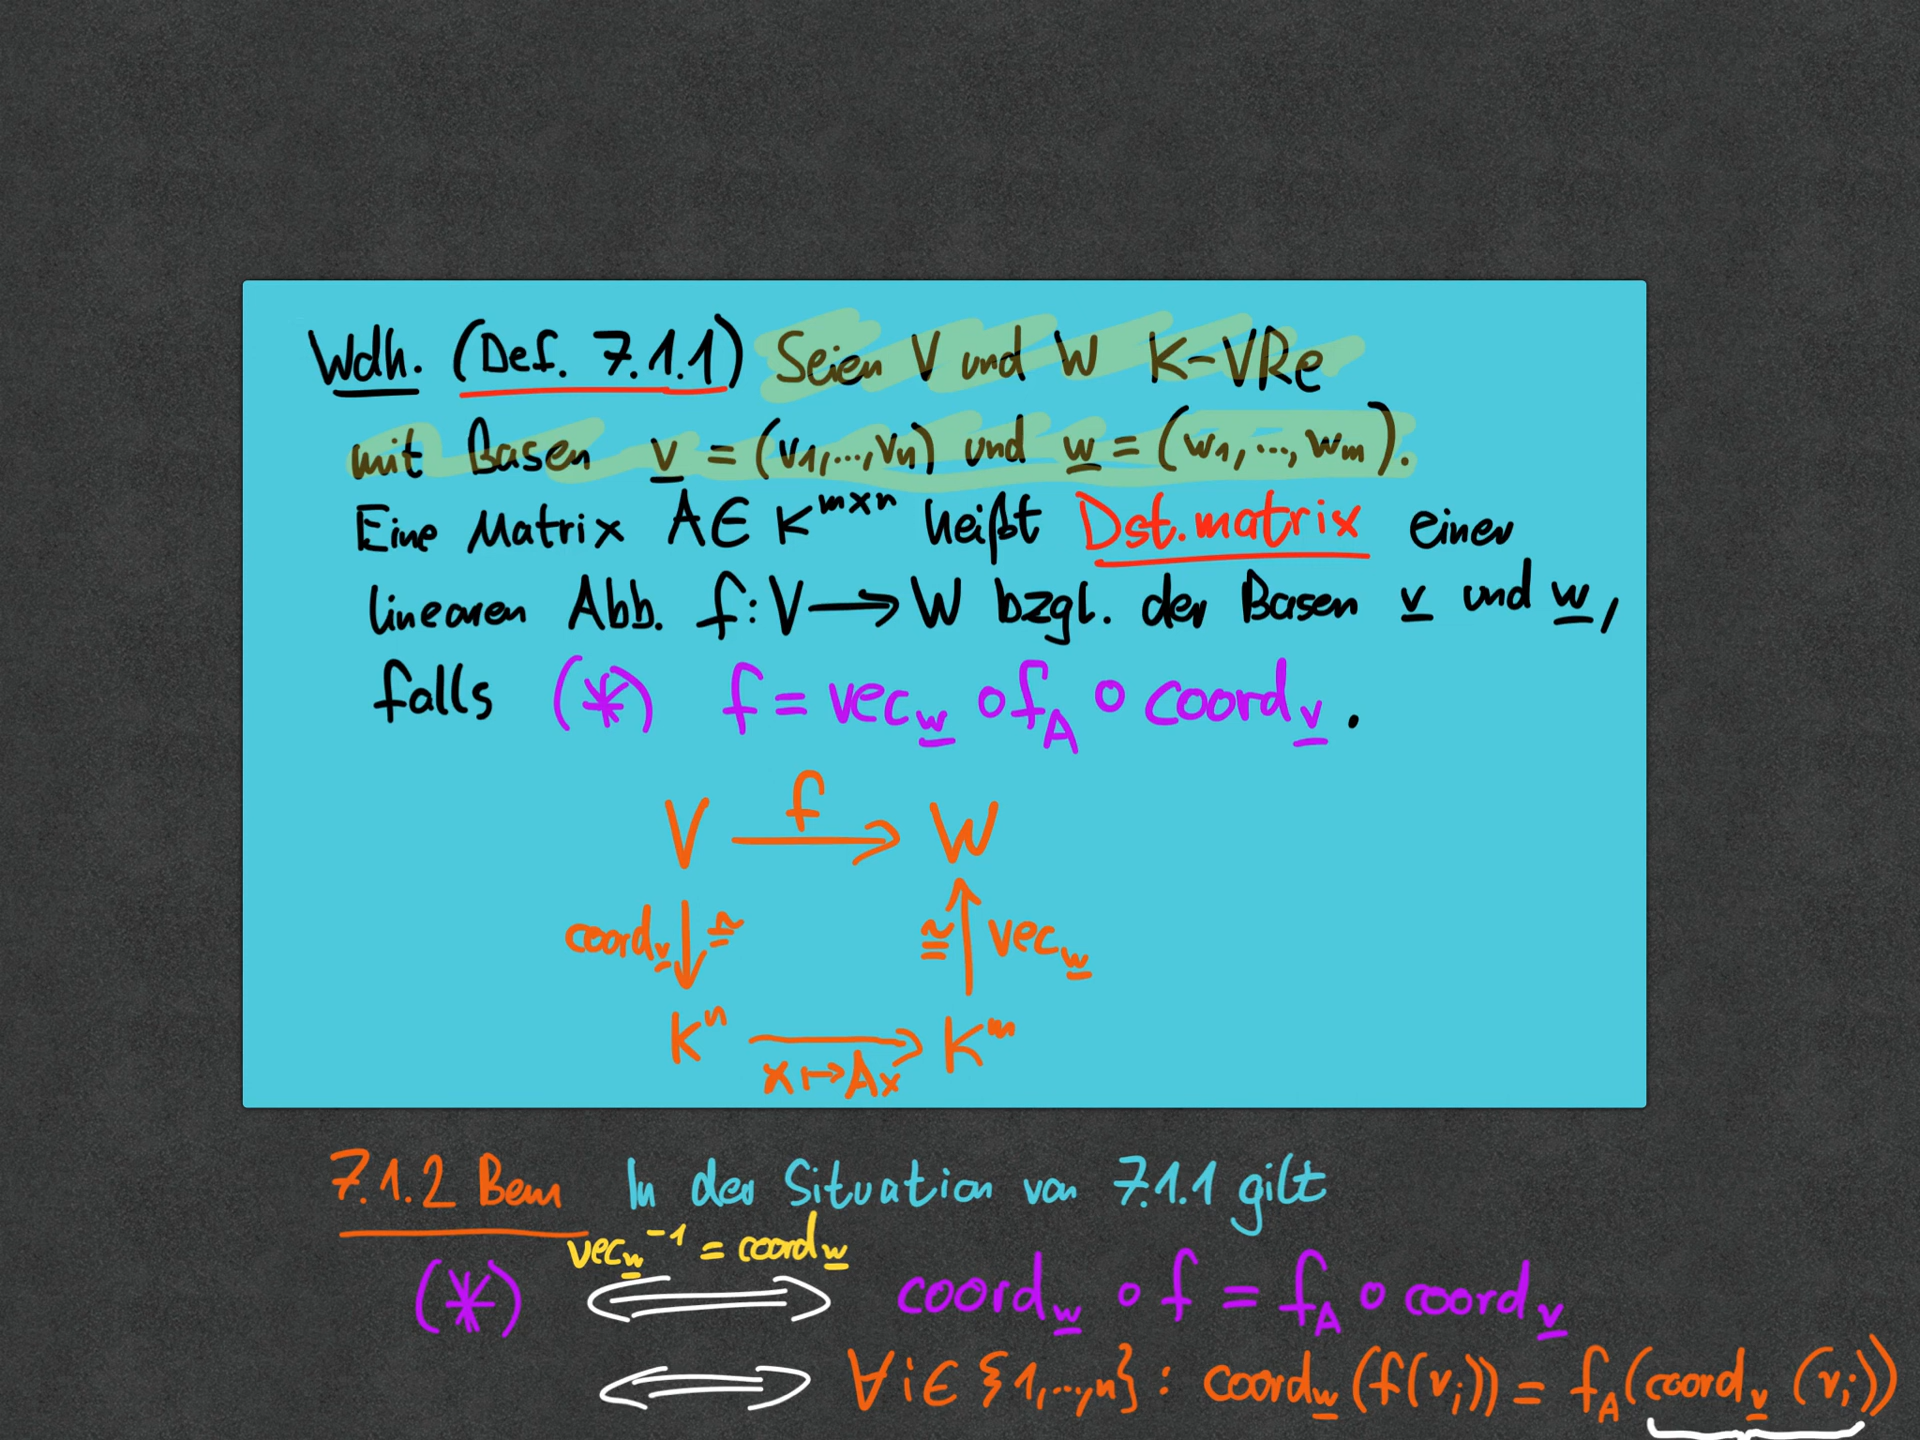 Wdh. (Def. 7.1.1) Seien V und W K-VRe
mit Basen v = (v₁,...,vₙ) und w = (w₁,...,wₘ).
Eine Matrix A ∈ K^{m×n} heißt Dst.matrix einer
linearen Abb. f: V ⟶ W bzgl. der Basen v und w,
falls (*) f = vec_w ∘ f_A ∘ coord_v.
f
V ⟶ W
coord_v ↓ ≅ ≅ ↑ vec_w
Kⁿ ⟶ K^m
x ↦ Ax
7.1.2 Bem In der Situation von 7.1.1 gilt
vec_w⁻¹ = coord_w
(*) ⟺ coord_w ∘ f = f_A ∘ coord_v
⟺ ∀ i ∈ {1,...,n} : coord_w (f(v_i)) = f_A (coord_v (v_i))